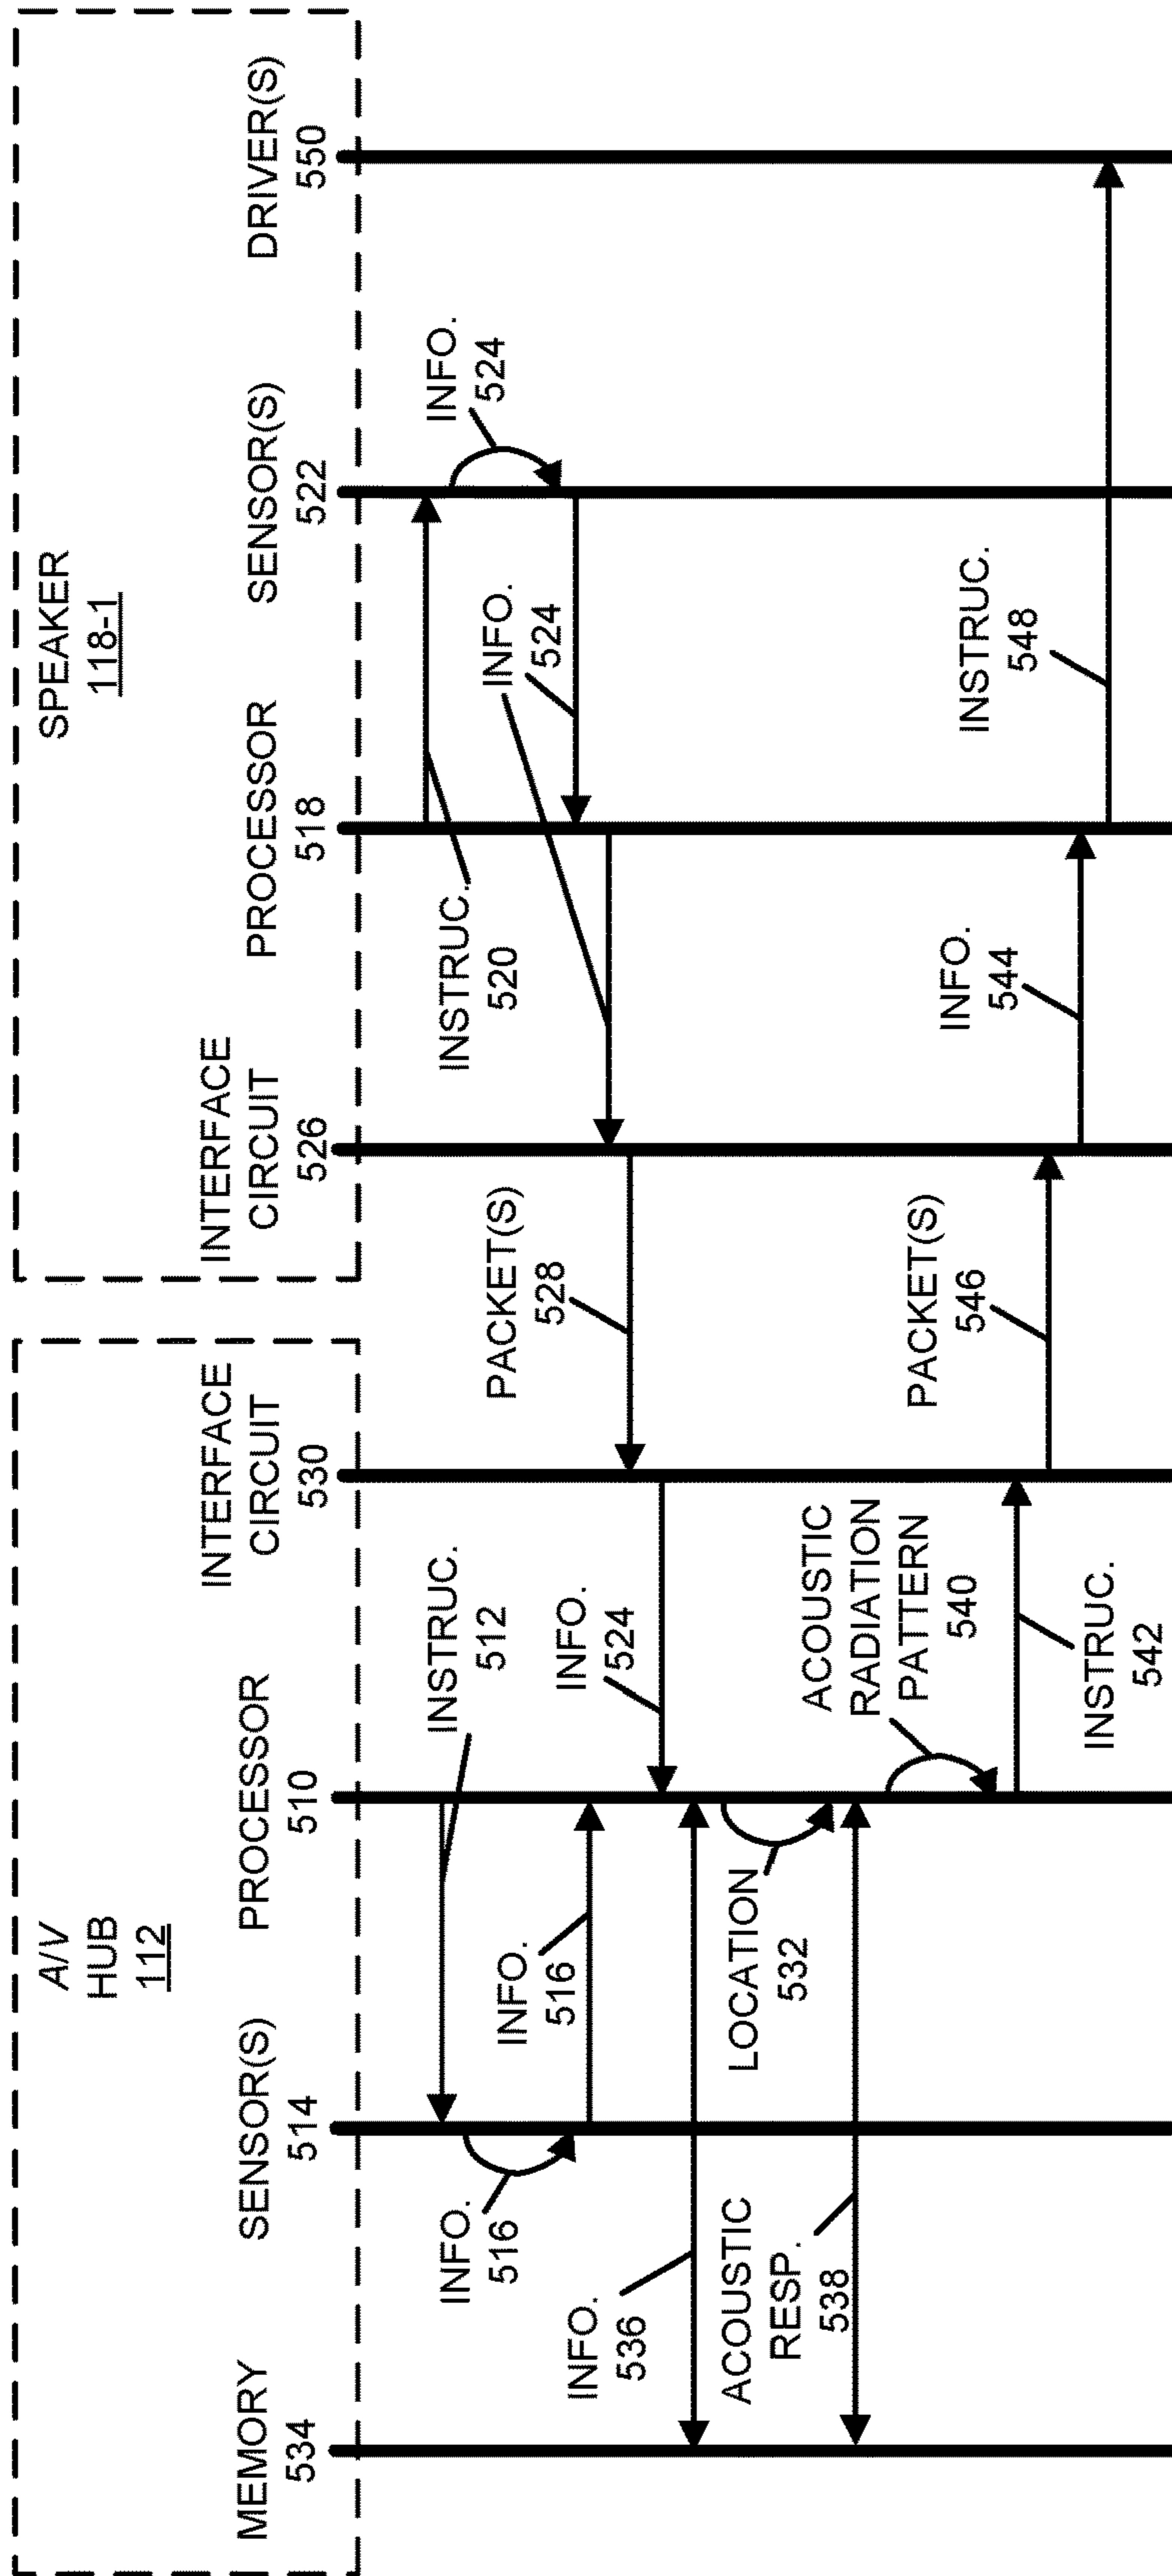 A/V
HUB
112
SPEAKER
118-1
MEMORY
534
SENSOR(S)
514
PROCESSOR
510
INTERFACE
CIRCUIT
530
INTERFACE
CIRCUIT
526
PROCESSOR
518
SENSOR(S)
522
DRIVER(S)
550
INFO.
516
INSTRUC.
512
INSTRUC.
520
INFO.
524
INFO.
516
INFO.
524
PACKET(S)
528
INFO.
524
INFO.
536
LOCATION
532
ACOUSTIC
RESP.
538
ACOUSTIC
RADIATION
PATTERN
540
INSTRUC.
542
PACKET(S)
546
INFO.
544
INSTRUC.
548